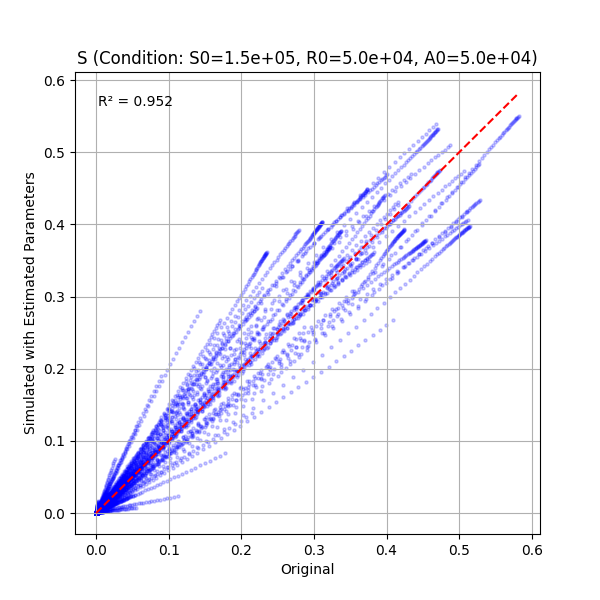 S (Condition: S0=1.5e+05, R0=5.0e+04, A0=5.0e+04)
R² = 0.952
0.6
0.5
0.4
0.3
0.2
0.1
0.0
Simulated with Estimated Parameters
0.0 0.1 0.2 0.3 0.4 0.5 0.6
Original